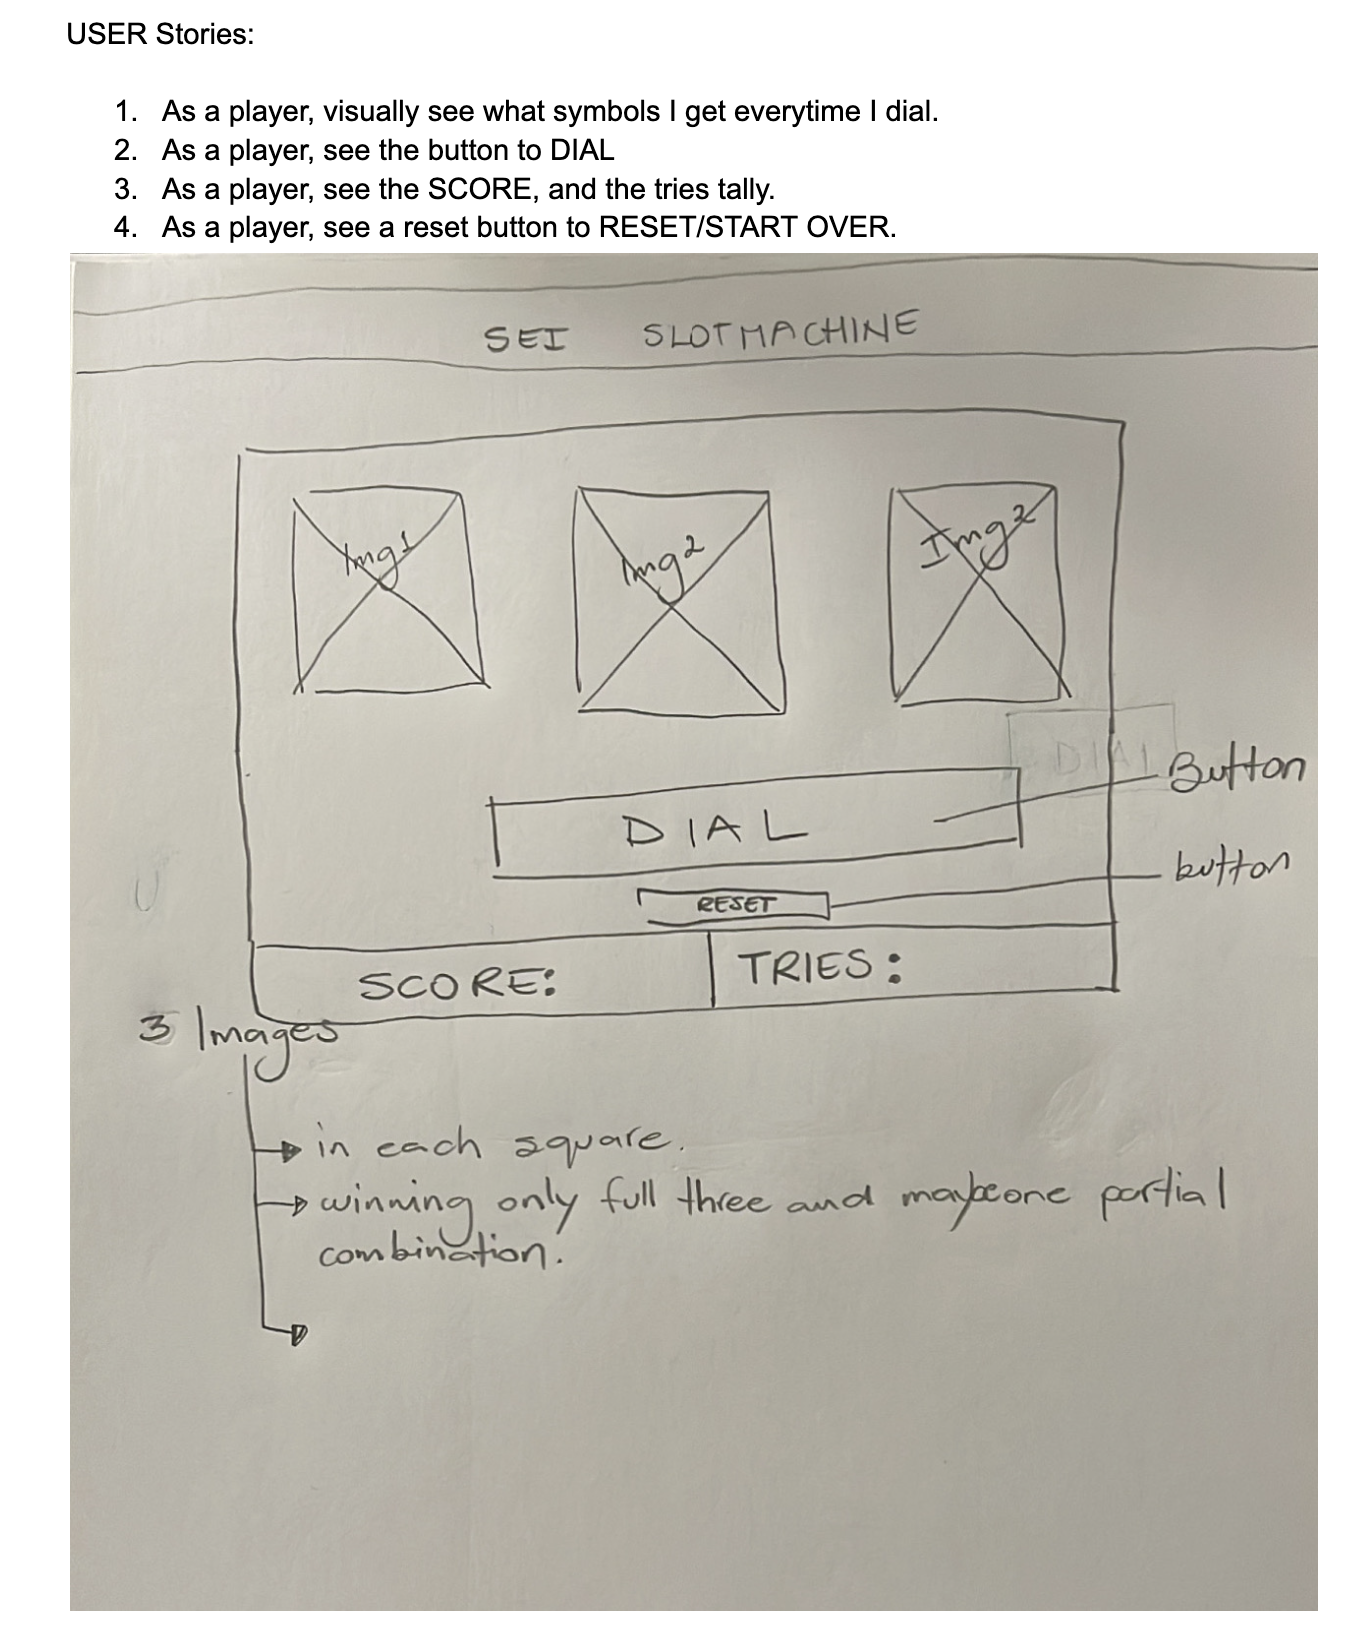 USER Stories:
1. As a player, visually see what symbols I get everytime I dial.
2. As a player, see the button to DIAL
3. As a player, see the SCORE, and the tries tally.
4. As a player, see a reset button to RESET/START OVER.
SEI SLOTMACHINE
Img1 Img2 Img2
DIAL
Button
DIAL
button
RESET
SCORE: TRIES:
3 Images
in each square.
winning only full three and maybe one partial
combination.